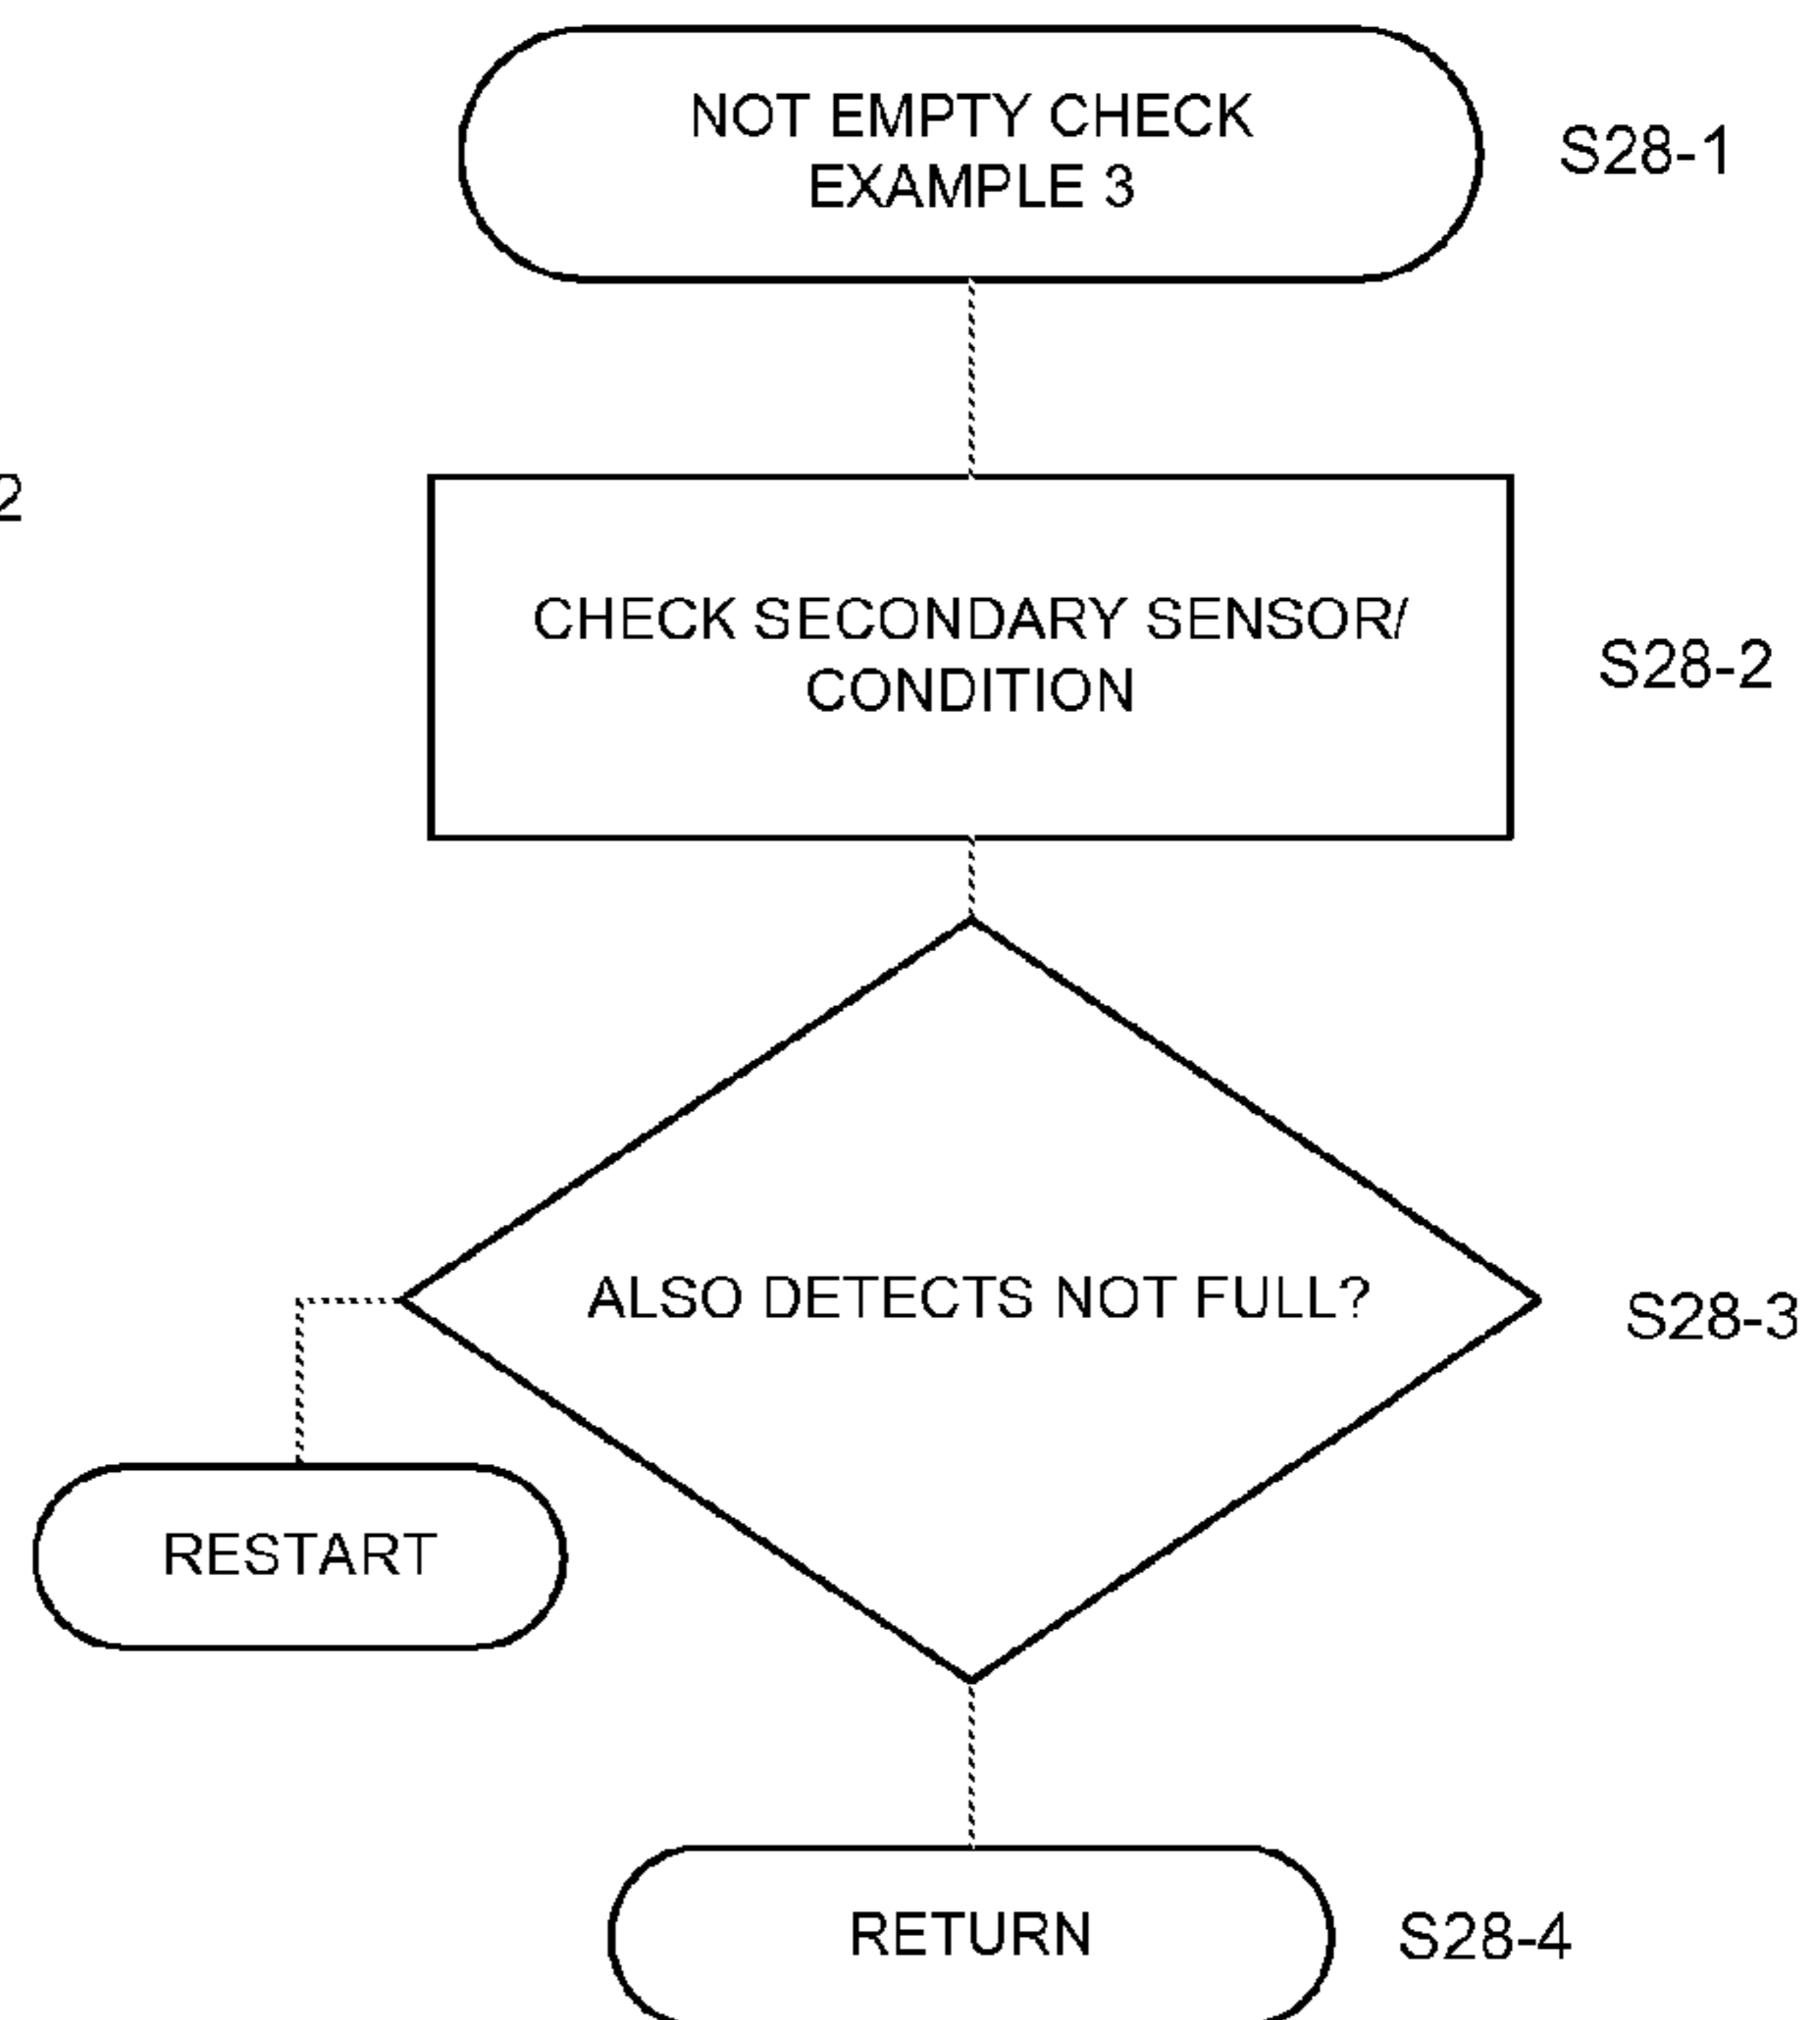 NOT EMPTY CHECK
EXAMPLE 3
S28-1
2
CHECK SECONDARY SENSOR/
CONDITION
S28-2
ALSO DETECTS NOT FULL?
S28-3
RESTART
RETURN
S28-4